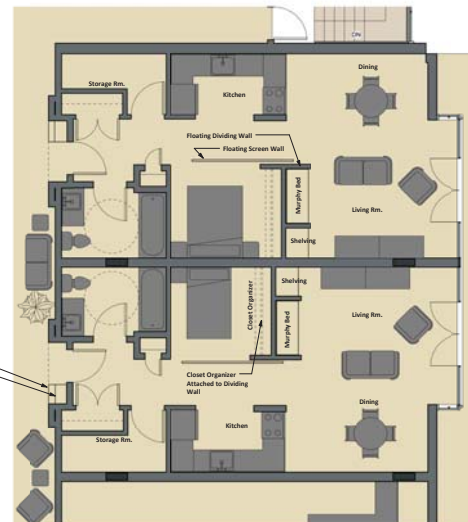 DN
Dining
Storage Rm.
Kitchen
Floating Dividing Wall
Floating Screen Wall
Murphy Bed
Living Rm.
Shelving
Shelving
Closet Organizer
Murphy Bed
Living Rm.
Closet Organizer
Attached to Dividing
Wall
Dining
Kitchen
Storage Rm.